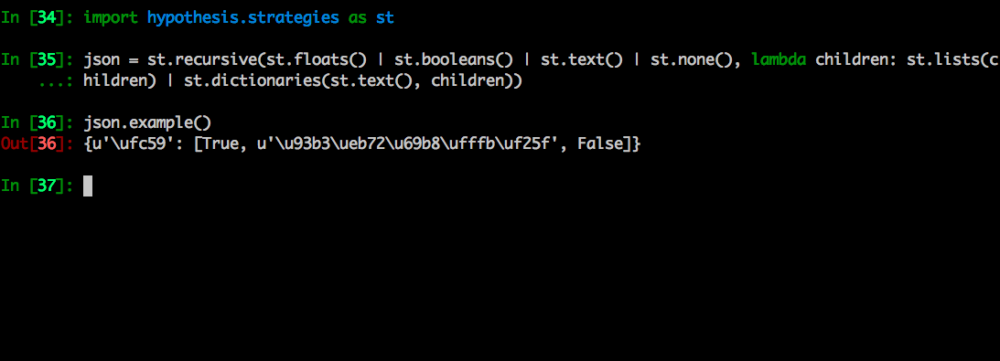 In [34]: import hypothesis.strategies as st
In [35]: json = st.recursive(st.floats() | st.booleans() | st.text() | st.none(), lambda children: st.lists(c
...: hildren) | st.dictionaries(st.text(), children))
In [36]: json.example()
Out[36]: {u'\ufc59': [True, u'\u93b3\ueb72\u69b8\ufffb\uf25f', False]}
In [37]: